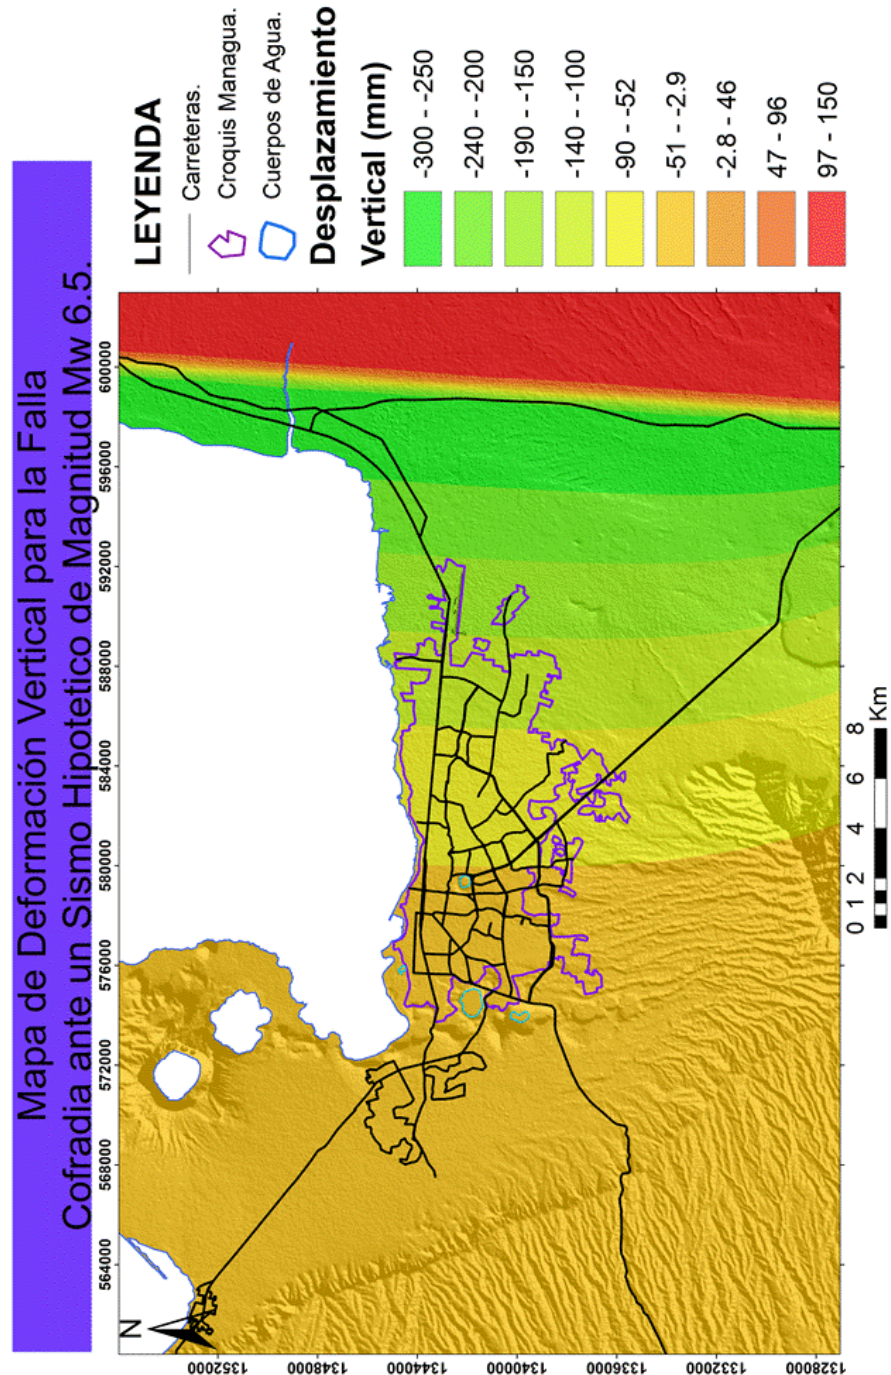 Mapa de Deformación Vertical para la Falla
Cofradia ante un Sismo Hipotetico de Magnitud Mw 6.5.
564000
568000
572000
576000
580000
584000
588000
592000
596000
600000
1352000
1348000
1344000
1340000
1336000
1332000
1328000
N
0 1 2 4 6 8
Km
LEYENDA
Carreteras.
Croquis Managua.
Cuerpos de Agua.
Desplazamiento
Vertical (mm)
-300 - -250
-240 - -200
-190 - -150
-140 - -100
-90 - -52
-51 - -2.9
-2.8 - 46
47 - 96
97 - 150